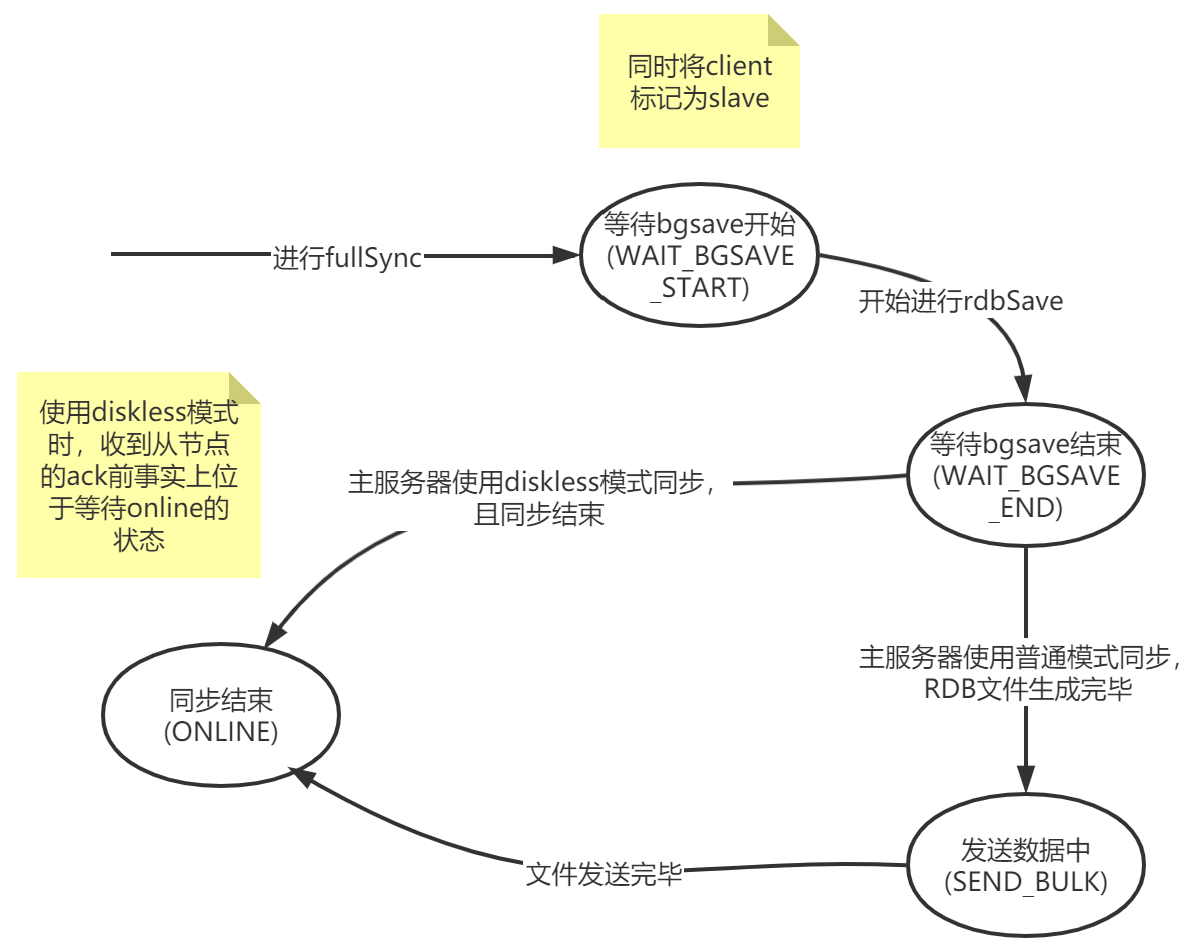 同时将client
标记为slave
等待bgsave开始
(WAIT_BGSAVE
_START)
进行fullSync
开始进行rdbSave
使用diskless模式
时，收到从节点
的ack前事实上位
于等待online的
状态
等待bgsave结束
(WAIT_BGSAVE
_END)
主服务器使用diskless模式同步，
且同步结束
主服务器使用普通模式同步，
RDB文件生成完毕
同步结束
(ONLINE)
发送数据中
(SEND_BULK)
文件发送完毕